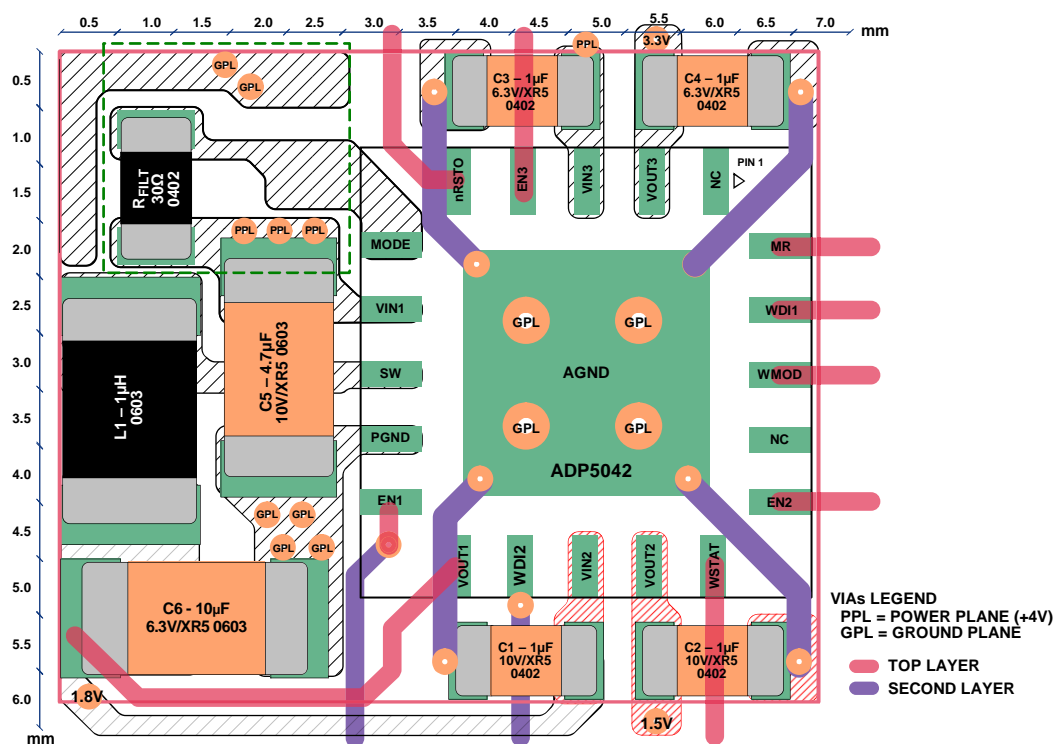 0.5 1.0 1.5 2.0 2.5 3.0 3.5 4.0 4.5 5.0 5.5 6.0 6.5 7.0
mm
0.5
1.0
1.5
2.0
2.5
3.0
3.5
4.0
4.5
5.0
5.5
6.0
mm
GPL
GPL
PPL
3.3V
C3 – 1µF
6.3V/XR5
0402
C4 – 1µF
6.3V/XR5
0402
RFILT
30Ω
0402
nRSTO
EN3
VIN3
VOUT3
NC
PIN 1
PPL
PPL
PPL
MODE
MR
VIN1
WDI1
GPL
GPL
L1 – 1µH
0603
C5 – 4.7µF
10V/XR5 0603
SW
AGND
WMOD
PGND
GPL
GPL
NC
ADP5042
EN1
EN2
GPL
GPL
GPL
GPL
VOUT1
WDI2
VIN2
VOUT2
WSTAT
C6 - 10µF
6.3V/XR5 0603
C1 – 1µF
10V/XR5
0402
C2 – 1µF
10V/XR5
0402
1.8V
1.5V
VIAs LEGEND
PPL = POWER PLANE (+4V)
GPL = GROUND PLANE
TOP LAYER
SECOND LAYER